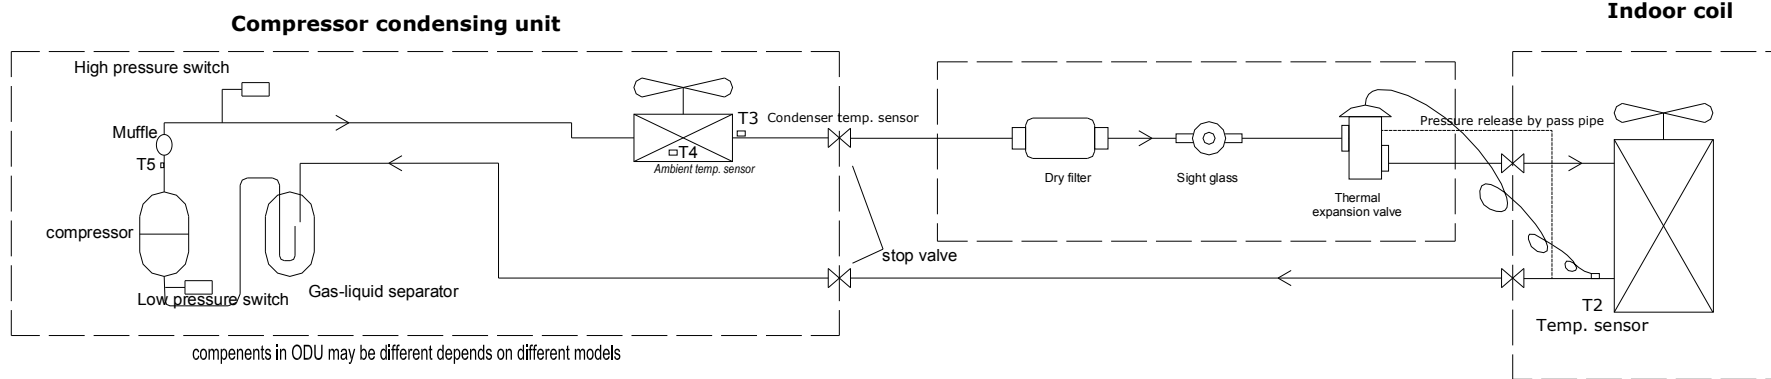 Compressor condensing unit
Indoor coil
High pressure switch
Muffle
T5
T3
Condenser temp. sensor
T4
Ambient temp. sensor
Pressure release by pass pipe
Dry filter
Sight glass
Thermal
expansion valve
compressor
stop valve
Low pressure switch
Gas-liquid separator
T2
Temp. sensor
compenents in ODU may be different depends on different models